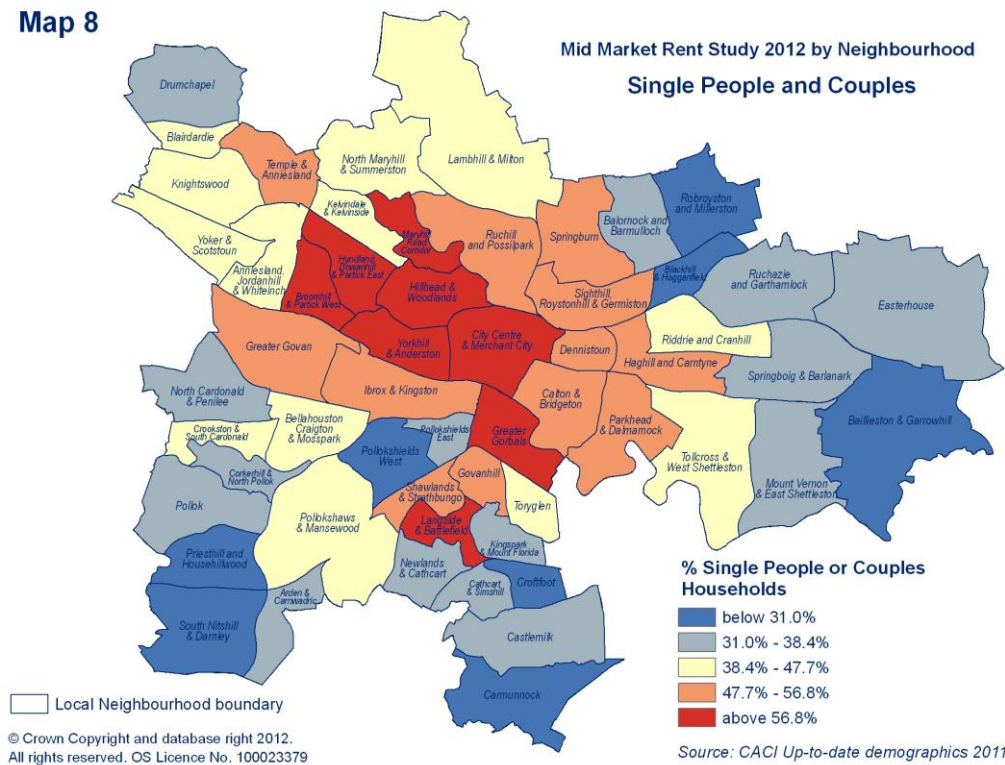 Map 8
Mid Market Rent Study 2012 by Neighbourhood
Single People and Couples
Drumchapel
Blairdardie
Temple &
Anniesland
North Maryhill &
Summerston
Lambhill & Milton
Knightswood
Kelvindale
& Kelvinside
Maryhill
Road
Corridor
Ruchill
and Possilpark
Springburn
Balornock and
Barmulloch
Robroyston
and Millerston
Yoker &
Scotstoun
Anniesland,
Jordanhill
& Whiteinch
Hyndland,
Dowanhill &
Partick East
Broomhill
& Partick West
Hillhead &
Woodlands
Sighthill,
Roystonhill & Germiston
Blackhill
& Hogganfield
Ruchazie
and Garthamlock
Easterhouse
Greater Govan
Yorkhill
& Anderston
City Centre
& Merchant City
Dennistoun
Riddrie and Cranhill
Haghill and Carntyne
Springboig & Barlanark
North Cardonald
& Penilee
Ibrox & Kingston
Calton &
Bridgeton
Parkhead
& Dalmarnock
Baillieston & Garrowhill
Crookston &
South Cardonald
Bellahouston
Craigton
& Mosspark
Pollokshields
East
Pollokshields
West
Greater
Gorbals
Tollcross &
West Shettleston
Mount Vernon
& East Shettleston
Corkerhill &
North Pollok
Pollok
Govanhill
Shawlands
& Strathbungo
Toryglen
Pollokshaws
& Mansewood
Langside &
Battlefield
Kingspark
& Mount Florida
Priesthill and
Househillwood
Newlands
& Cathcart
Cathcart
& Simshill
Croftfoot
Arden &
Carnwadric
South Nitshill
& Darnley
Castlemilk
Carmunnock
% Single People or Couples
Households
below 31.0%
31.0% - 38.4%
38.4% - 47.7%
47.7% - 56.8%
above 56.8%
Local Neighbourhood boundary
© Crown Copyright and database right 2012.
All rights reserved. OS Licence No. 100023379
Source: CACI Up-to-date demographics 2011